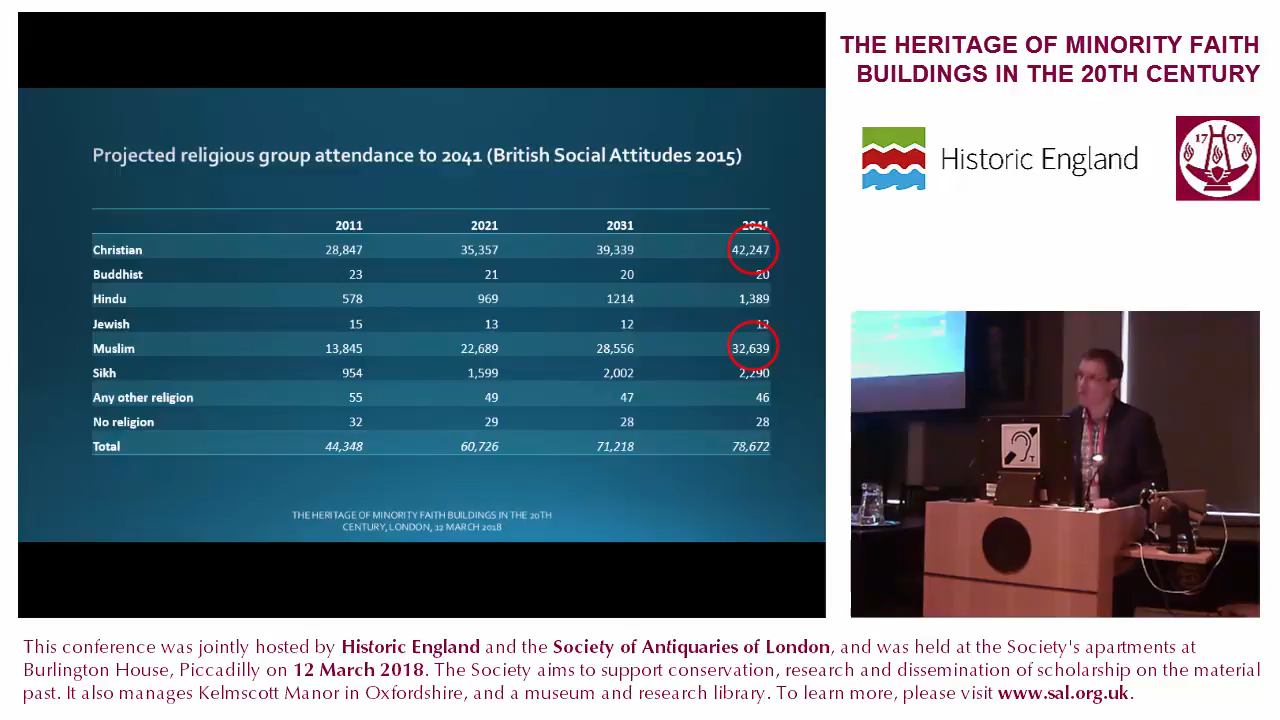 THE HERITAGE OF MINORITY FAITH
BUILDINGS IN THE 20TH CENTURY
Historic England
1707
Projected religious group attendance to 2041 (British Social Attitudes 2015)
2011 2021 2031 2041
Christian 28,847 35,357 39,339 42,247
Buddhist 23 21 20 20
Hindu 578 969 1214 1,389
Jewish 15 13 12 12
Muslim 13,845 22,689 28,556 32,639
Sikh 954 1,599 2,002 2,290
Any other religion 55 49 47 46
No religion 32 29 28 28
Total 44,348 60,726 71,218 78,672
THE HERITAGE OF MINORITY FAITH BUILDINGS IN THE 20TH
CENTURY, LONDON, 12 MARCH 2018
T
This conference was jointly hosted by Historic England and the Society of Antiquaries of London, and was held at the Society's apartments at
Burlington House, Piccadilly on 12 March 2018. The Society aims to support conservation, research and dissemination of scholarship on the material
past. It also manages Kelmscott Manor in Oxfordshire, and a museum and research library. To learn more, please visit www.sal.org.uk.